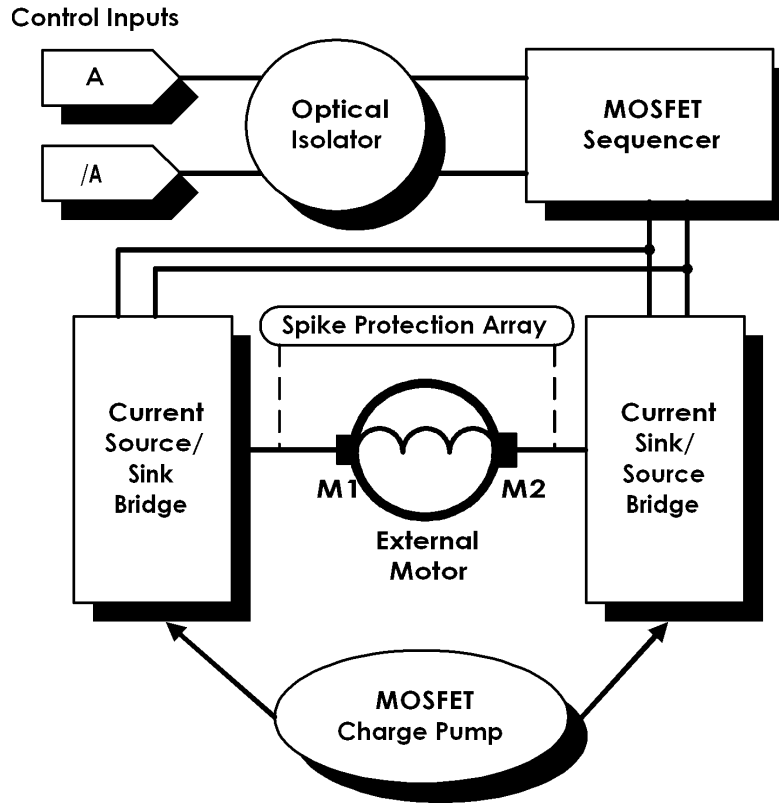 Control Inputs
A
/A
Optical
Isolator
MOSFET
Sequencer
Spike Protection Array
Current
Source/
Sink
Bridge
M1
M2
External
Motor
Current
Sink/
Source
Bridge
MOSFET
Charge Pump